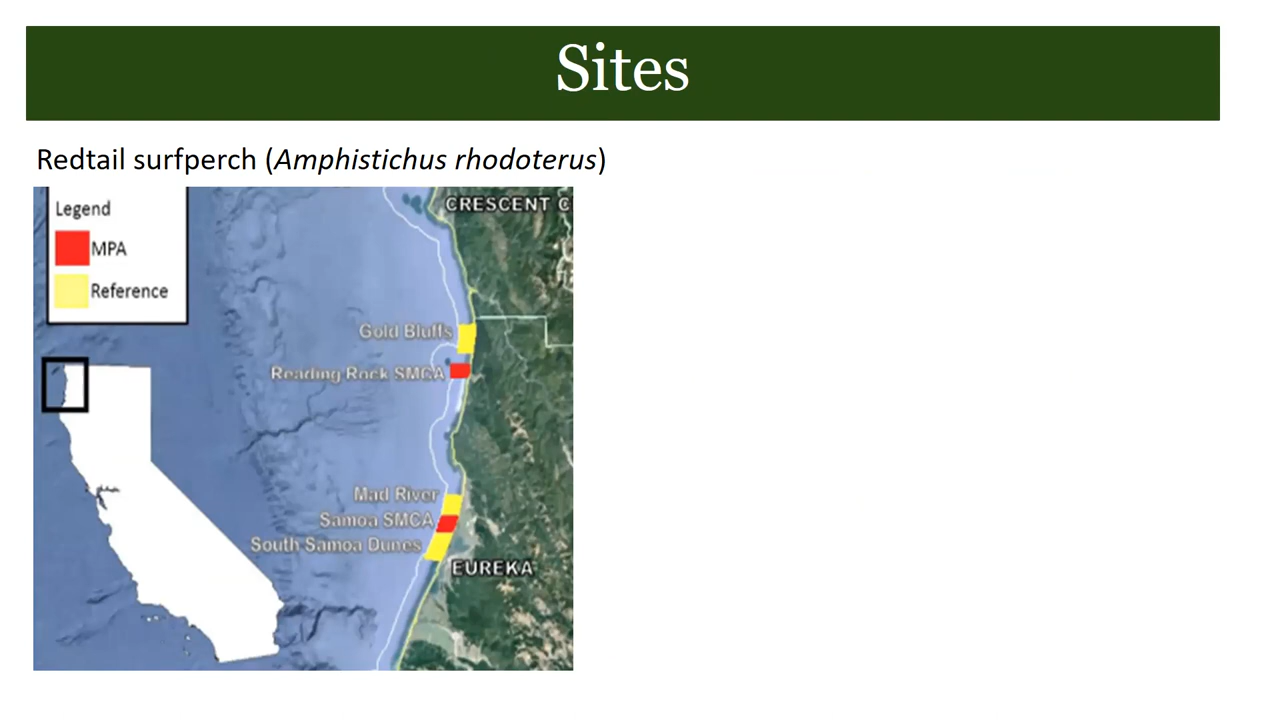 Sites
Redtail surfperch (Amphistichus rhodoterus)
Legend
MPA
Reference
CRESCENT C
Gold Bluffs
Reading Rock SMCA
Mad River
Samoa SMCA
South Samoa Dunes
EUREKA